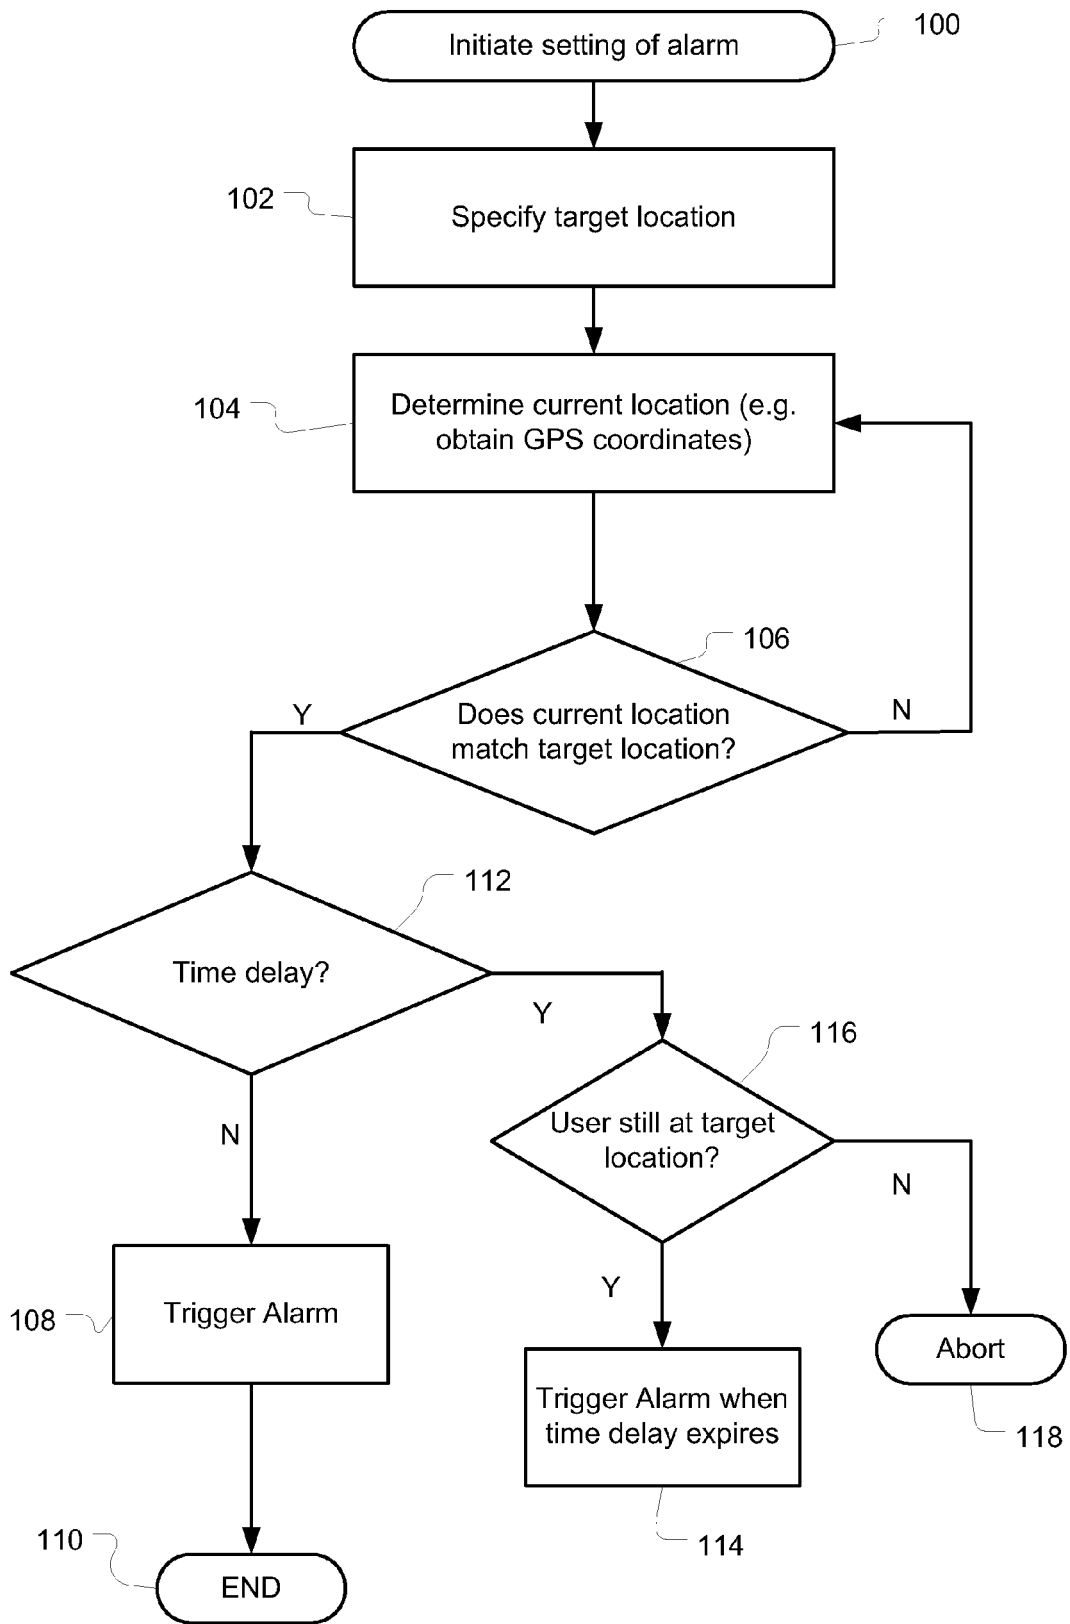 Initiate setting of alarm
100
102
Specify target location
104
Determine current location (e.g.
obtain GPS coordinates)
106
Does current location
match target location?
Y
N
112
Time delay?
Y
N
116
User still at target
location?
N
Y
108
Trigger Alarm
Abort
118
Trigger Alarm when
time delay expires
114
110
END